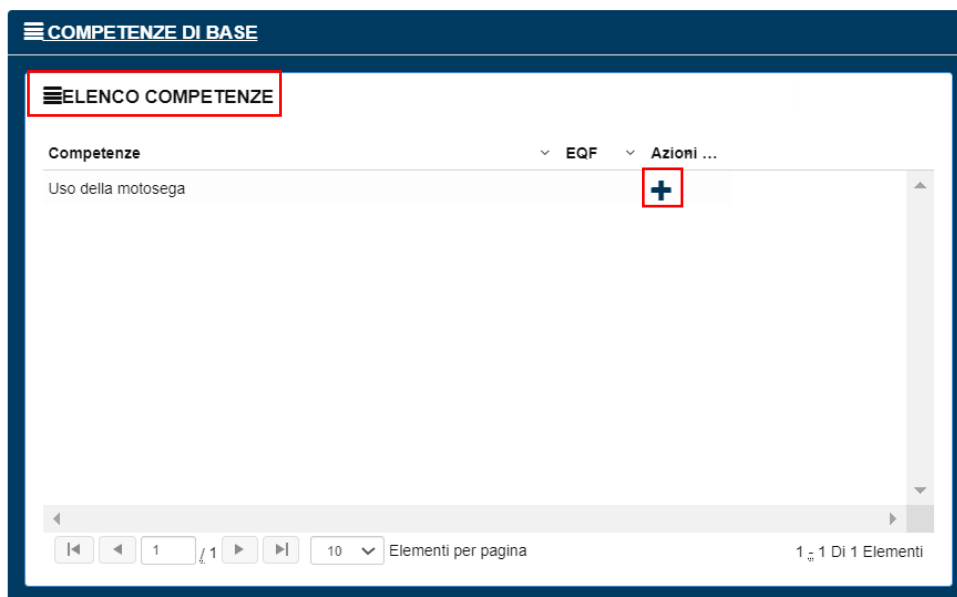 COMPETENZE DI BASE
ELENCO COMPETENZE
Competenze EQF Azioni ...
Uso della motosega
1 / 1 10 Elementi per pagina 1 - 1 Di 1 Elementi